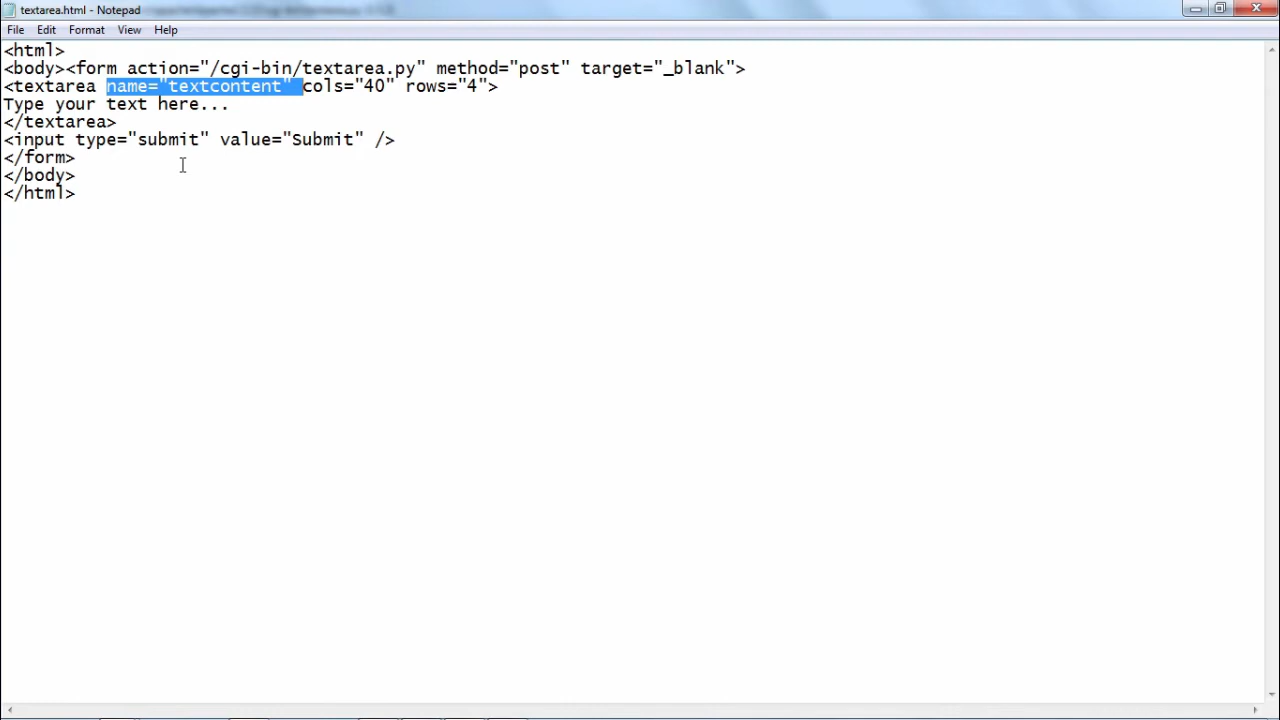 textarea.html - Notepad
File Edit Format View Help
<html>
<body><form action="/cgi-bin/textarea.py" method="post" target="_blank">
<textarea name="textcontent" cols="40" rows="4">
Type your text here...
</textarea>
<input type="submit" value="Submit" />
</form>
</body>
</html>